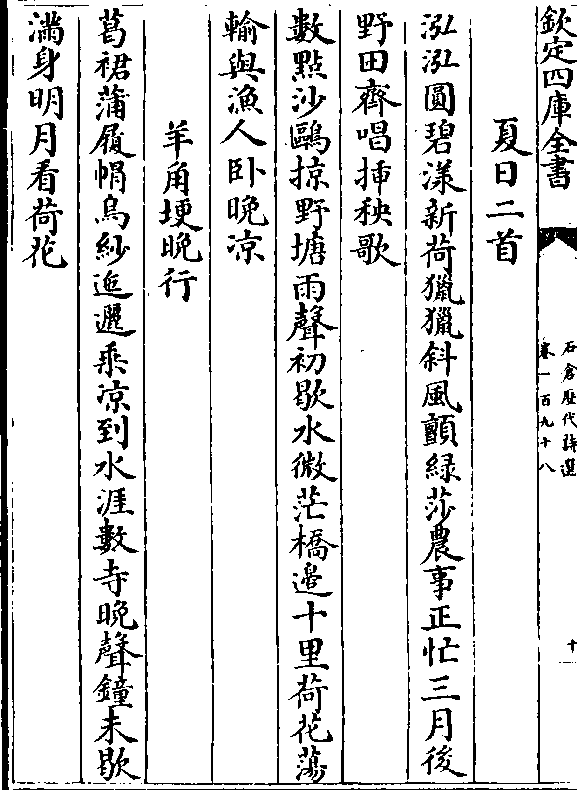 欽定四庫全書
石倉歷代詩選
卷一百九十八
十
夏日二首
泓泓圓碧漾新荷獵獵斜風顫緑莎農事正忙三月後
野田齊唱揷秧歌
數點沙鷗掠野塘雨聲初歇水微茫橋邉十里荷花蕩
輸與漁人卧晚凉
羊角埂晚行
葛裙蒲履帽烏紗迤邐乘凉到水涯數寺晚聲鐘未歇
滿身明月看荷花